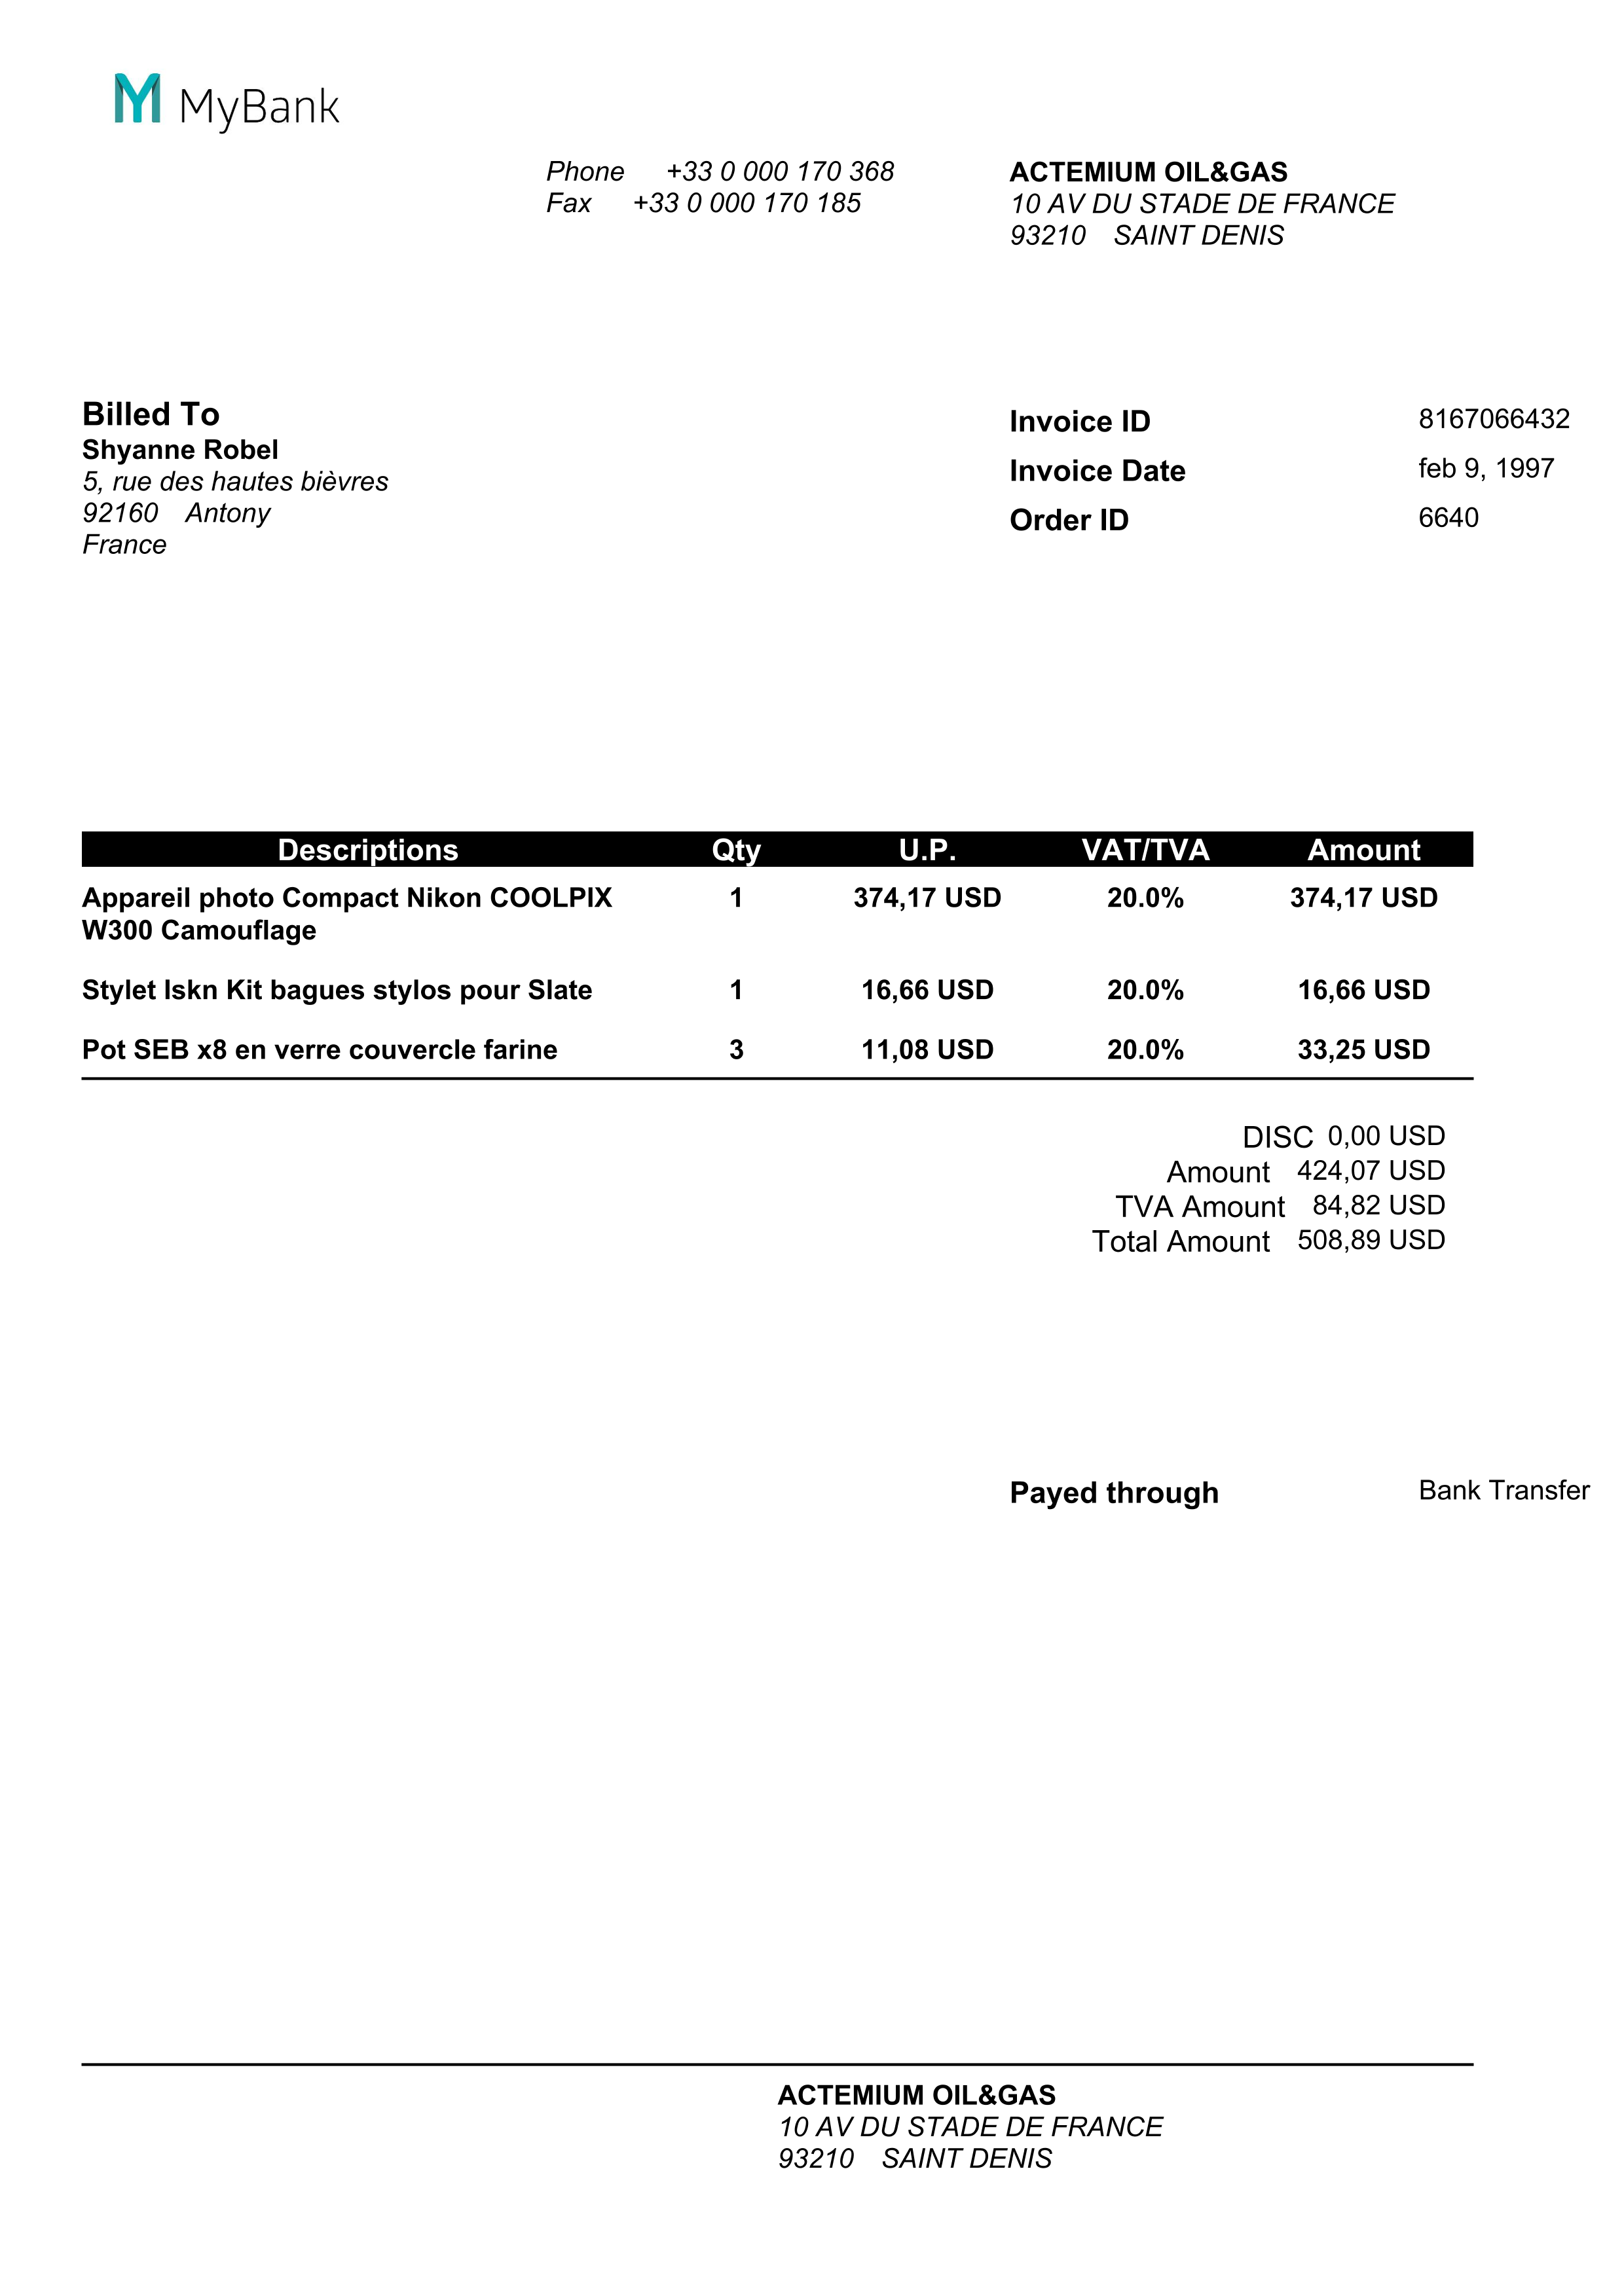 MyBank
Phone +33 0 000 170 368
Fax +33 0 000 170 185
ACTEMIUM OIL&GAS
10 AV DU STADE DE FRANCE
93210 SAINT DENIS
Billed To
Shyanne Robel
5, rue des hautes bièvres
92160 Antony
France
Invoice ID 8167066432
Invoice Date feb 9, 1997
Order ID 6640
Descriptions Qty U.P. VAT/TVA Amount
Appareil photo Compact Nikon COOLPIX 1 374,17 USD 20.0% 374,17 USD
W300 Camouflage
Stylet Iskn Kit bagues stylos pour Slate 1 16,66 USD 20.0% 16,66 USD
Pot SEB x8 en verre couvercle farine 3 11,08 USD 20.0% 33,25 USD
DISC 0,00 USD
Amount 424,07 USD
TVA Amount 84,82 USD
Total Amount 508,89 USD
Payed through Bank Transfer
ACTEMIUM OIL&GAS
10 AV DU STADE DE FRANCE
93210 SAINT DENIS